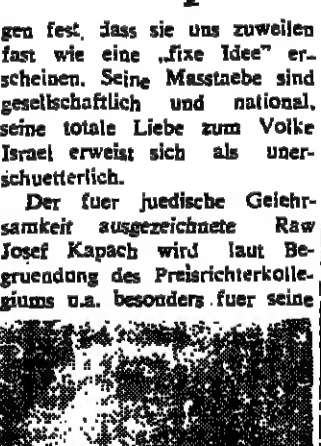 gen fest, dass sie uns zuweilen
fast wie eine „fixe Idee” er-
scheinen. Seine Masstaebe sind
gesellschaftlich und national,
seine totale Liebe zum Volke
Israel erweist sich als uner-
schuetterlich.
Der fuer juedische Gelehr-
samkeit ausgezeichnete Raw
Josef Kapach wird laut Be-
gruendung des Preisrichterkolle-
giums u.a. besonders fuer seine